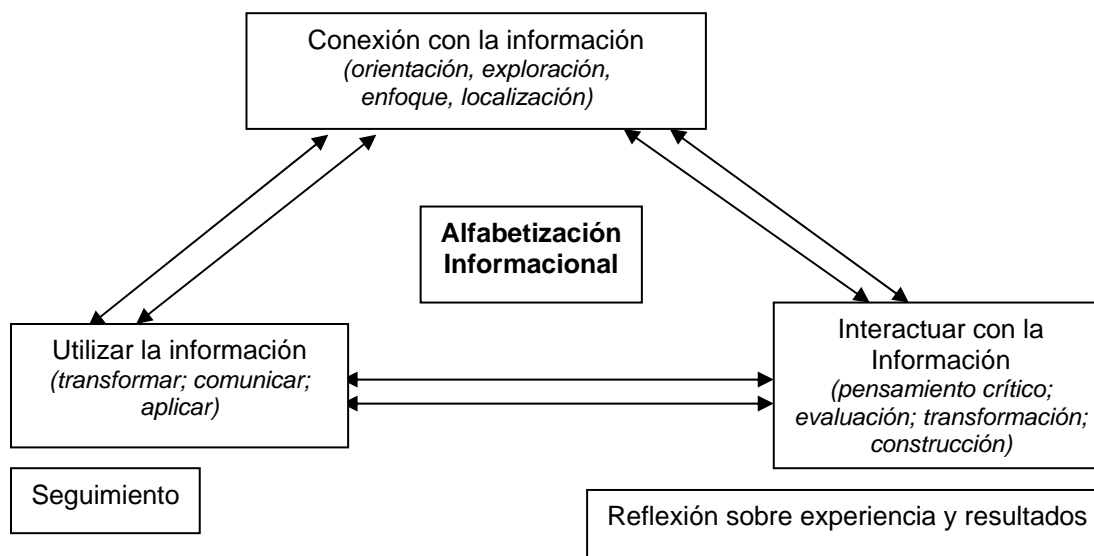 Conexión con la información
(orientación, exploración,
enfoque, localización)
Alfabetización
Informacional
Utilizar la información
(transformar; comunicar;
aplicar)
Interactuar con la
Información
(pensamiento crítico;
evaluación; transformación;
construcción)
Seguimiento
Reflexión sobre experiencia y resultados